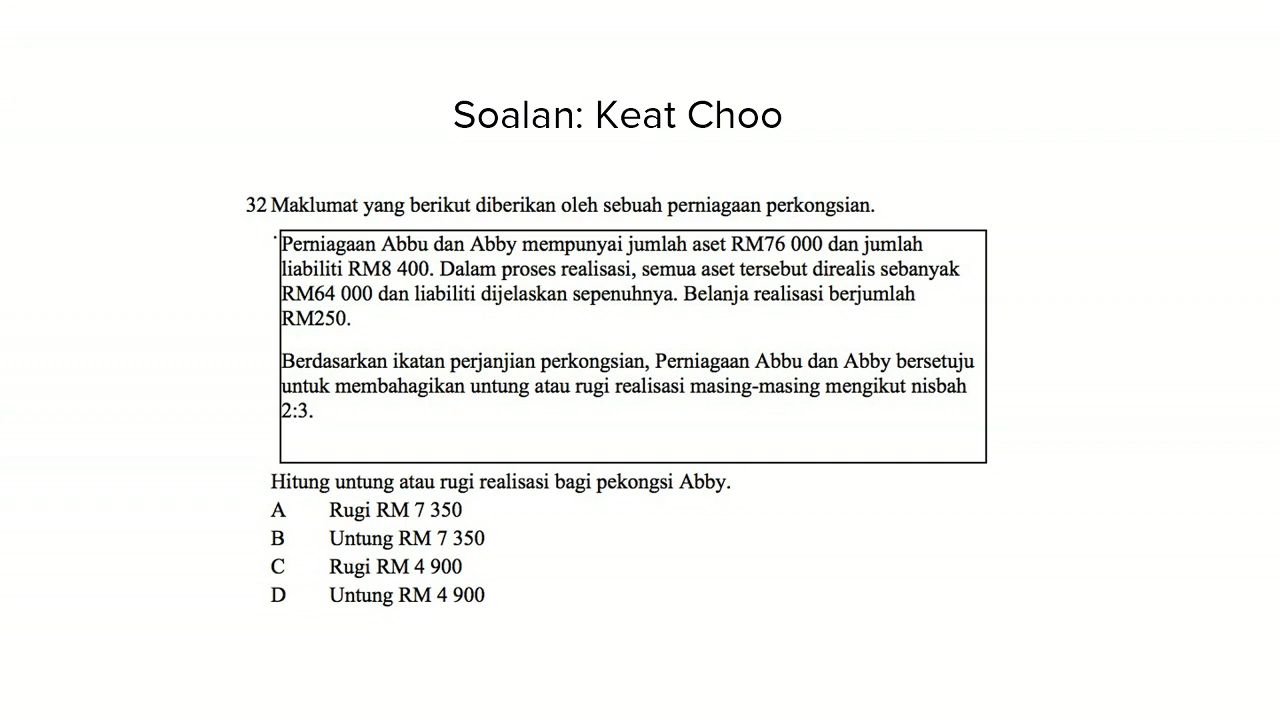 Soalan: Keat Choo
32 Maklumat yang berikut diberikan oleh sebuah perniagaan perkongsian.
Perniagaan Abbu dan Abby mempunyai jumlah aset RM76 000 dan jumlah
liabiliti RM8 400. Dalam proses realisasi, semua aset tersebut direalis sebanyak
RM64 000 dan liabiliti dijelaskan sepenuhnya. Belanja realisasi berjumlah
RM250.
Berdasarkan ikatan perjanjian perkongsian, Perniagaan Abbu dan Abby bersetuju
untuk membahagikan untung atau rugi realisasi masing-masing mengikut nisbah
2:3.
Hitung untung atau rugi realisasi bagi pekongsi Abby.
A Rugi RM 7 350
B Untung RM 7 350
C Rugi RM 4 900
D Untung RM 4 900